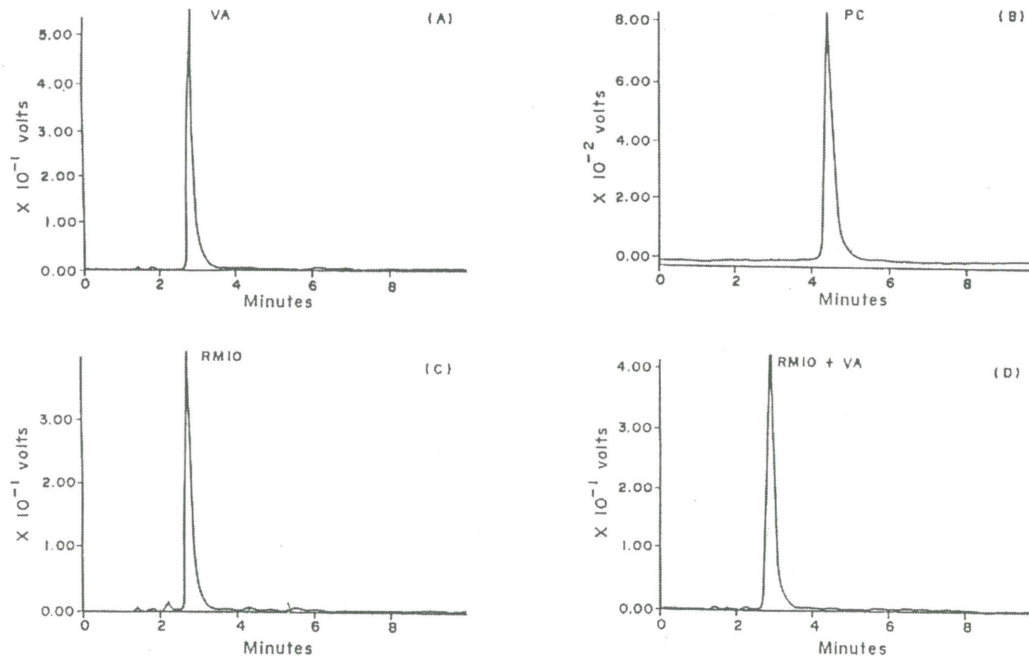 VA
(A)
5.00
4.00
3.00
2.00
1.00
0.00
X 10⁻¹ volts
0 2 4 6 8
Minutes
PC
(B)
8.00
6.00
4.00
2.00
0.00
X 10⁻² volts
0 2 4 6 8
Minutes
RM10
(C)
3.00
2.00
1.00
0.00
X 10⁻¹ volts
0 2 4 6 8
Minutes
RM10 + VA
(D)
4.00
3.00
2.00
1.00
0.00
X 10⁻¹ volts
0 2 4 6 8
Minutes